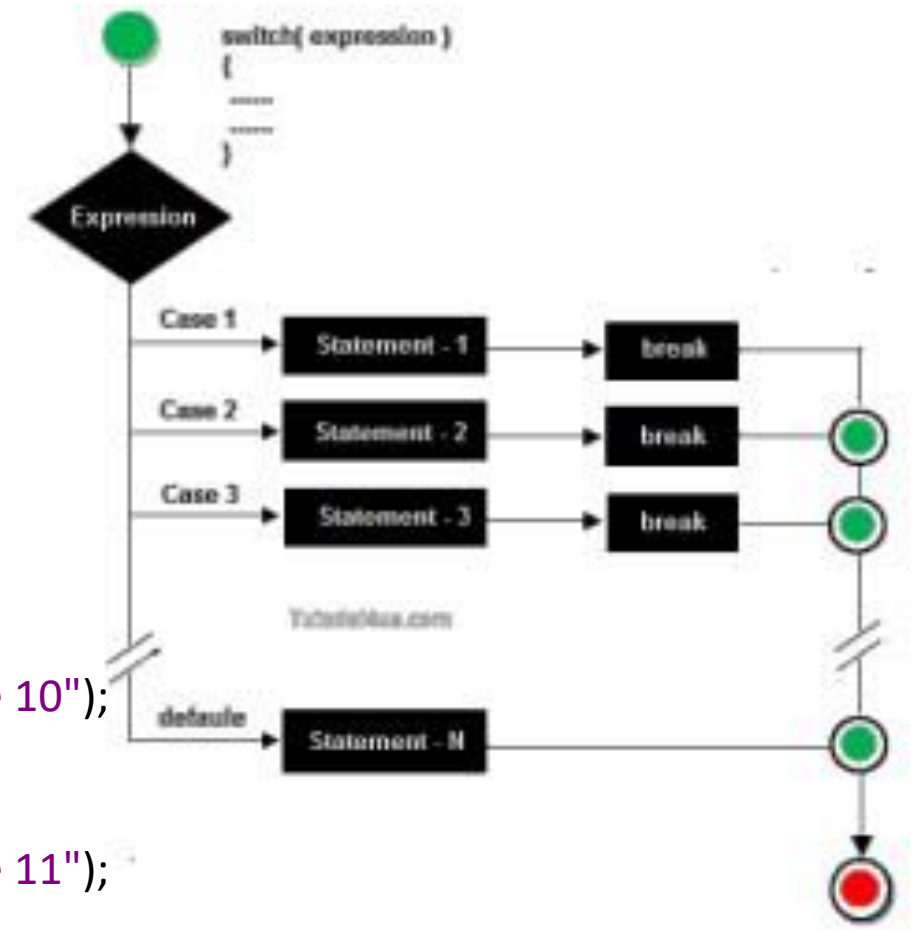 switch( expression )
{
------
------
}
Expression
Case 1
Statement - 1
break
Case 2
Statement - 2
break
Case 3
Statement - 3
break
10");
defaule
Statement - N
11");